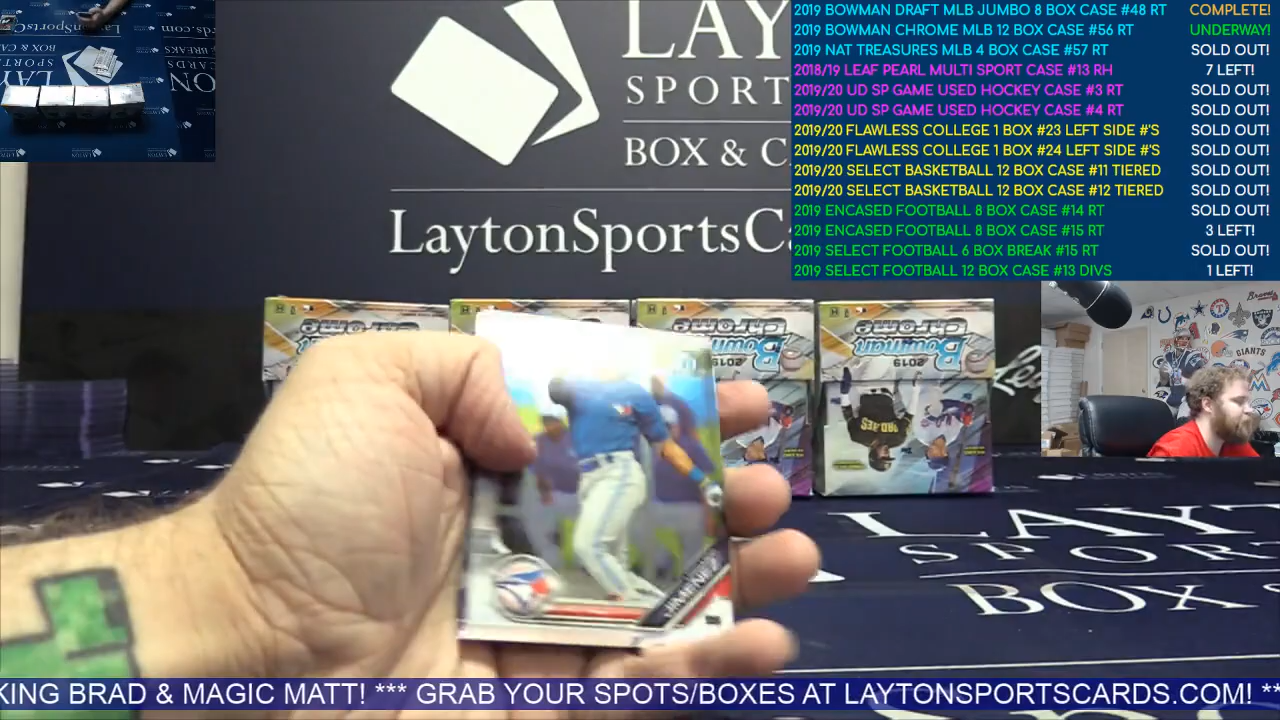 2019 BOWMAN DRAFT MLB JUMBO 8 BOX CASE #48 RT COMPLETE!
2019 BOWMAN CHROME MLB 12 BOX CASE #56 RT UNDERWAY!
2019 NAT TREASURES MLB 4 BOX CASE #57 RT SOLD OUT!
2018/19 LEAF PEARL MULTI SPORT CASE #13 RH 7 LEFT!
2019/20 UD SP GAME USED HOCKEY CASE #3 RT SOLD OUT!
2019/20 UD SP GAME USED HOCKEY CASE #4 RT SOLD OUT!
2019/20 FLAWLESS COLLEGE 1 BOX #23 LEFT SIDE #'S SOLD OUT!
2019/20 FLAWLESS COLLEGE 1 BOX #24 LEFT SIDE #'S SOLD OUT!
2019/20 SELECT BASKETBALL 12 BOX CASE #11 TIERED SOLD OUT!
2019/20 SELECT BASKETBALL 12 BOX CASE #12 TIERED SOLD OUT!
2019 ENCASED FOOTBALL 8 BOX CASE #14 RT SOLD OUT!
2019 ENCASED FOOTBALL 8 BOX CASE #15 RT 3 LEFT!
2019 SELECT FOOTBALL 6 BOX BREAK #15 RT SOLD OUT!
2019 SELECT FOOTBALL 12 BOX CASE #13 DIVS 1 LEFT!
LAY
SPORT
BOX & C
LaytonSportsCa
Bowman
Chrome
2019
Bowman
Chrome
2019
PADRES
GIANTS
Braves
JIMENEZ
LAYT
SPORTS
BOX &
KING BRAD & MAGIC MATT! *** GRAB YOUR SPOTS/BOXES AT LAYTONSPORTSCARDS.COM! **